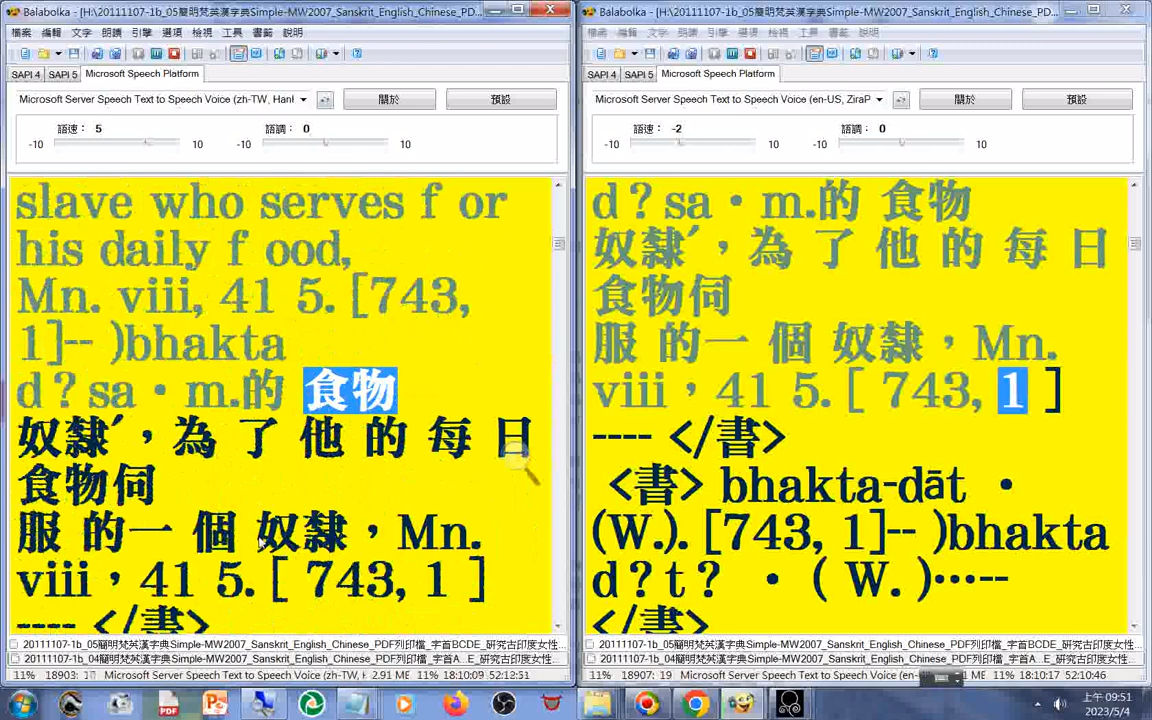 Balabolka - [H:\20111107-1b_05簡明梵英漢字典Simple-MW2007_Sanskrit_English_Chinese_PD...
檔案 編輯 文字 朗讀 引擎 選項 檢視 工具 書籤 說明
SAPI 4 SAPI 5 Microsoft Speech Platform
Microsoft Server Speech Text to Speech Voice (zh-TW, Hanl
關於 預設
語速： 5 語調： 0
-10 10 -10 10
slave who serves f or
his daily f ood,
Mn. viii, 41 5. [743,
1]-- )bhakta
d？sa‧m.的 食物
奴隸ˊ，為 了 他 的 每 日
食物伺
服 的一 個 奴隸，Mn.
viii，41 5.［ 743, 1 ]
---- </書>
20111107-1b_05簡明梵英漢字典Simple-MW2007_Sanskrit_English_Chinese_PDF列印檔_字首BCDE_研究古印度女性...
20111107-1b_04簡明梵英漢字典Simple-MW2007_Sanskrit_English_Chinese_PDF列印檔_字首A...E_研究古印度女性...
11% 18903: 1 Microsoft Server Speech Text to Speech Voice (zh-TW, H 2.91 ME 11% 18:10:09 52:12:51
Balabolka - [H:\20111107-1b_05簡明梵英漢字典Simple-MW2007_Sanskrit_English_Chinese_PD...
檔案 編輯 文字 朗讀 引擎 選項 檢視 工具 書籤 說明
SAPI 4 SAPI 5 Microsoft Speech Platform
Microsoft Server Speech Text to Speech Voice (en-US, ZiraP
關於 預設
語速： -2 語調： 0
-10 10 -10 10
d？sa‧m.的 食物
奴隸ˊ，為 了 他 的 每 日
食物伺
服 的一 個 奴隸，Mn.
viii，41 5.［ 743, 1 ]
---- </書>
<書> bhakta-dāt ‧
(W.). [743, 1]-- )bhakta
d？t？ ‧ ( W. )…--
</書>
20111107-1b_05簡明梵英漢字典Simple-MW2007_Sanskrit_English_Chinese_PDF列印檔_字首BCDE_研究古印度女性...
20111107-1b_04簡明梵英漢字典Simple-MW2007_Sanskrit_English_Chinese_PDF列印檔_字首A...E_研究古印度女性...
11% 18907: 19 Microsoft Server Speech Text to Speech Voice 11% 18:10:17 52:10:46
上午 09:51
2023/5/4